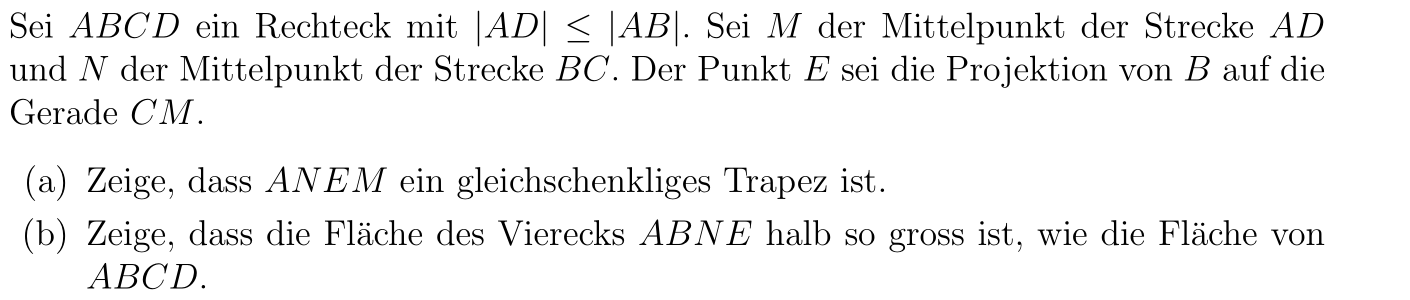 Sei ABCD ein Rechteck mit |AD| ≤ |AB|. Sei M der Mittelpunkt der Strecke AD
und N der Mittelpunkt der Strecke BC. Der Punkt E sei die Projektion von B auf die
Gerade CM.
(a) Zeige, dass ANEM ein gleichschenkliges Trapez ist.
(b) Zeige, dass die Fläche des Vierecks ABNE halb so gross ist, wie die Fläche von
ABCD.